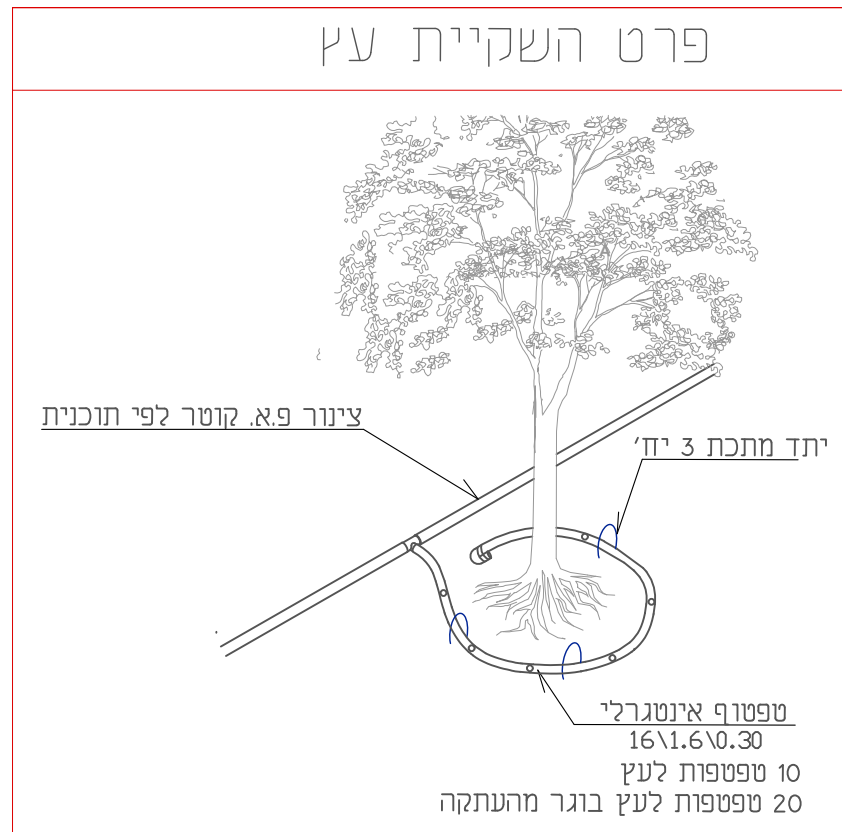 פרט השקיית עץ
צינור פ.א. קוטר לפי תוכנית
יתד מתכת 3 יח'
טפטוף אינטגרלי
16\1.6\0.30
10 טפטפות לעץ
20 טפטפות לעץ בוגר מהעתקה